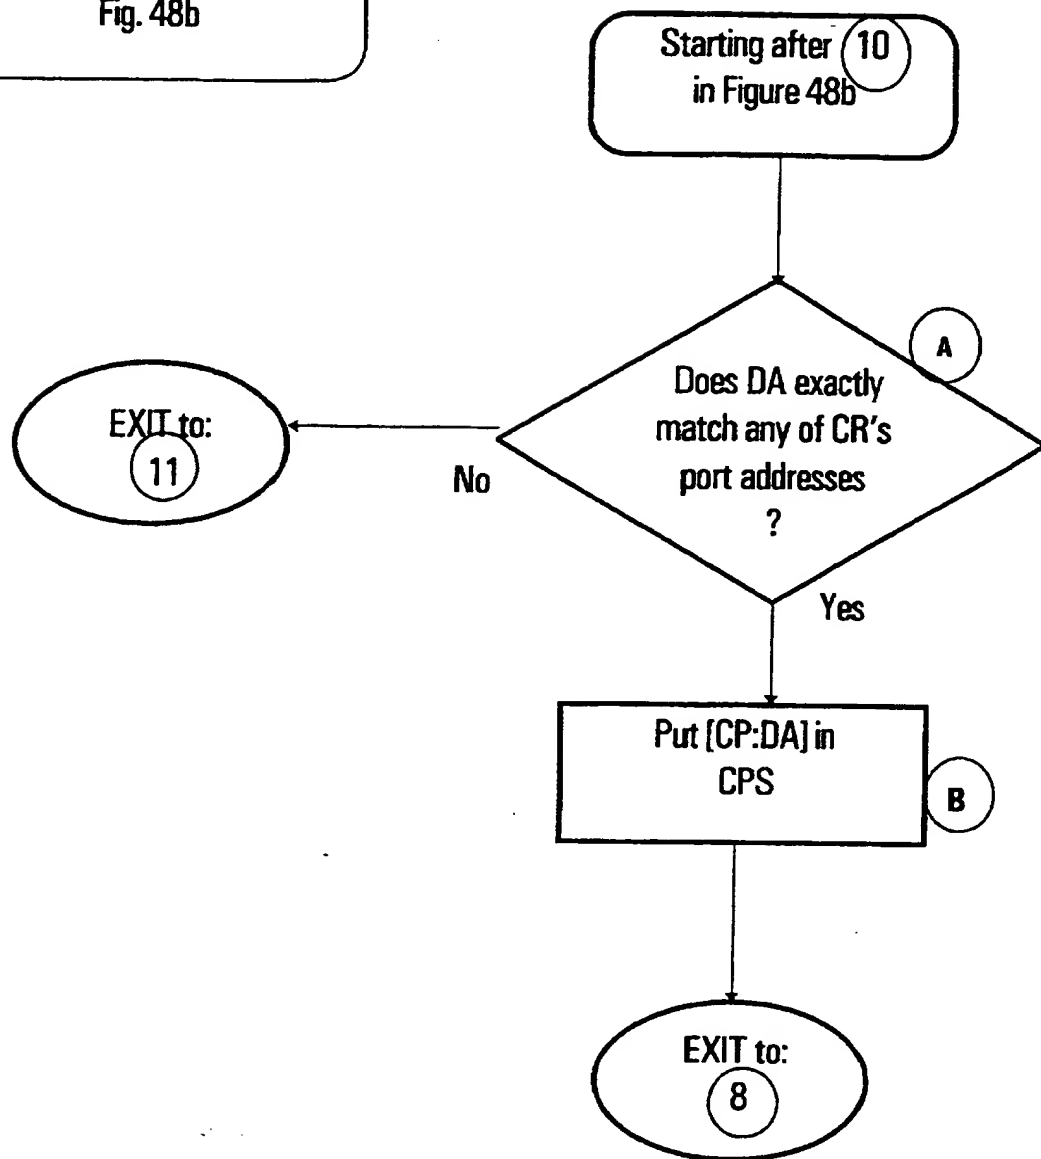 Fig. 48b
Starting after 10
in Figure 48b
A
Does DA exactly
match any of CR's
port addresses
?
EXIT to:
11
No
Yes
Put [CP:DA] in
CPS
B
EXIT to:
8